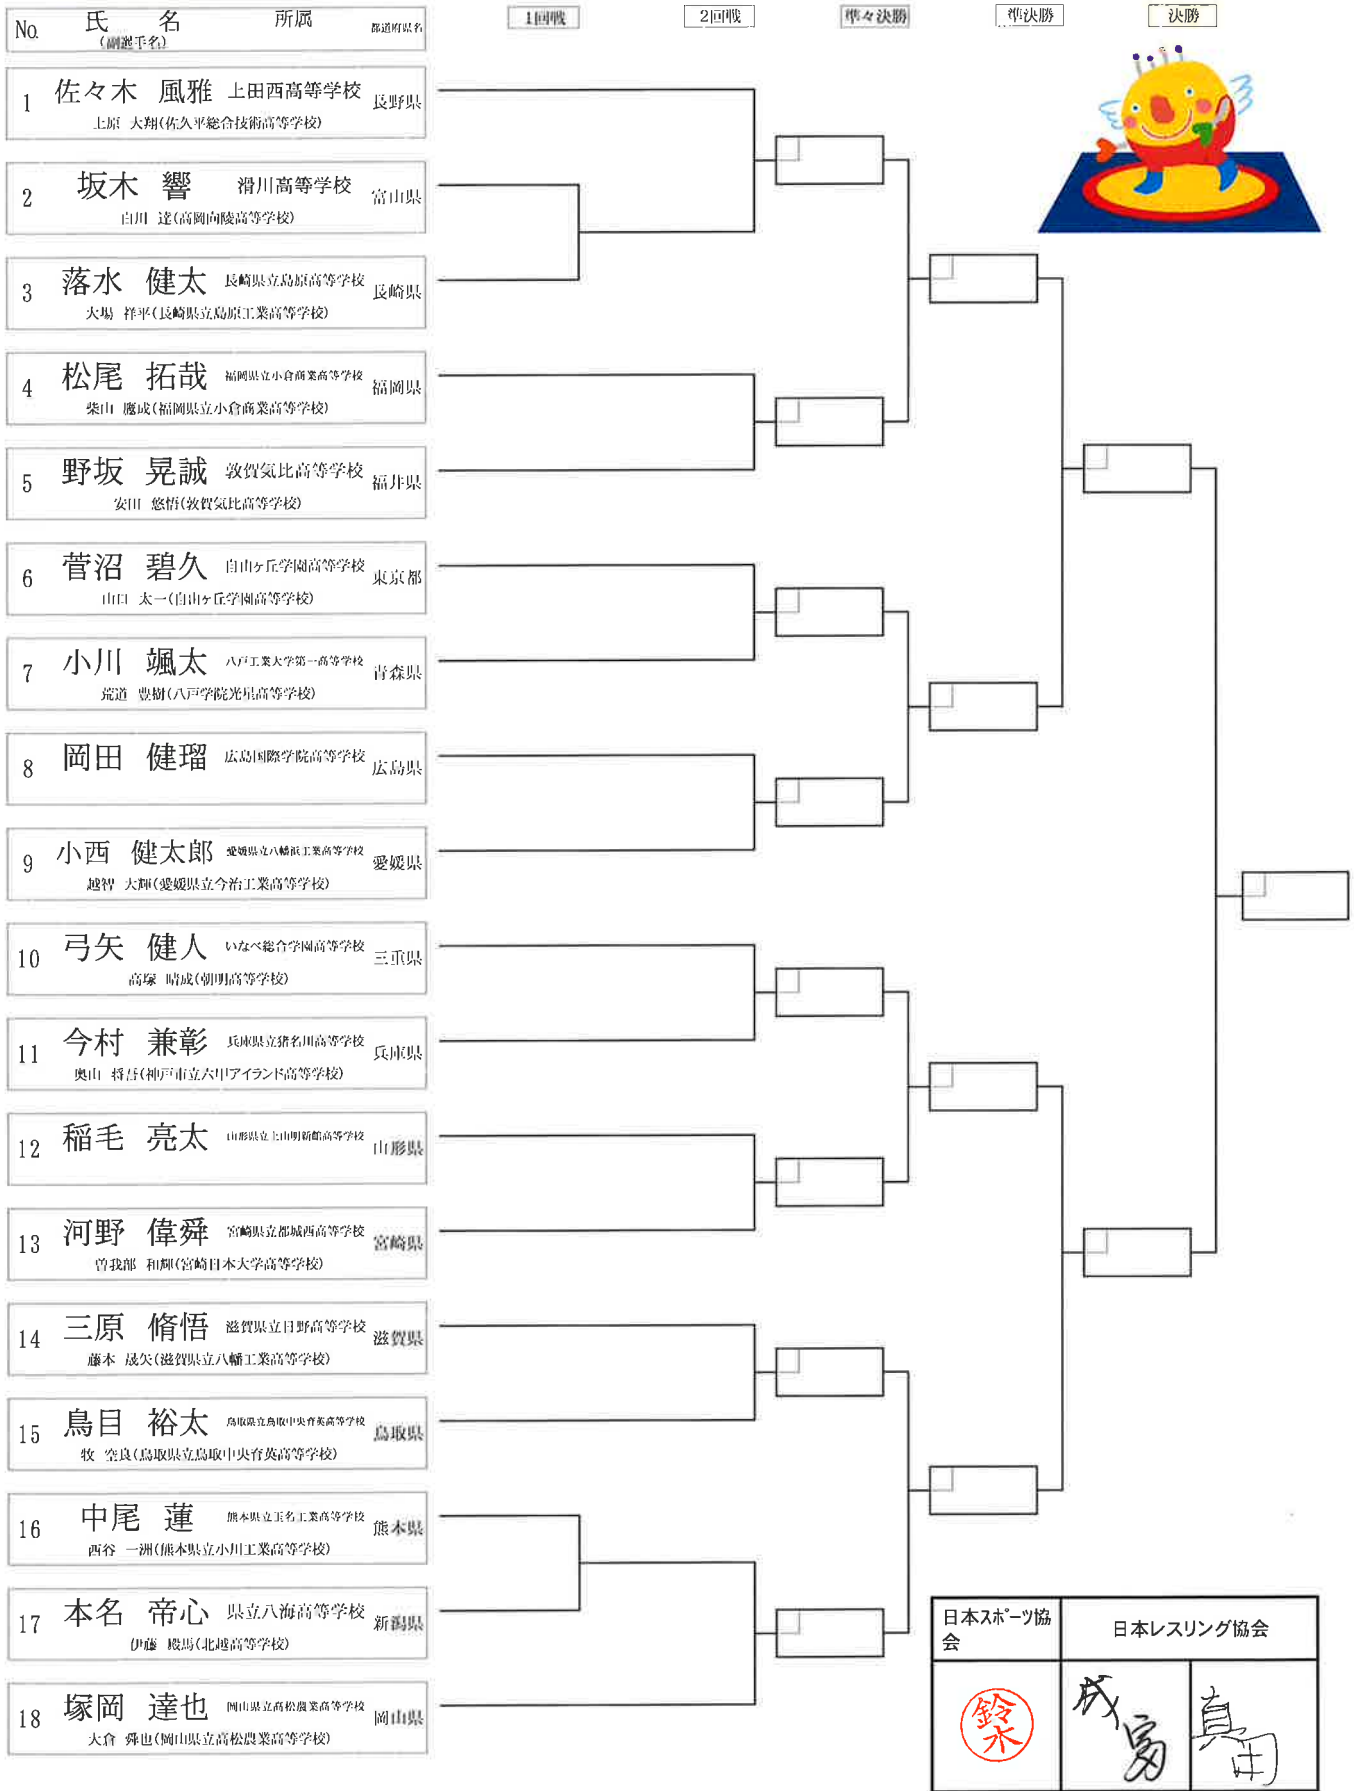 No. 氏 名 所属 都道府県名
(副選手名)
1回戦 2回戦 準々決勝 準決勝 決勝
1 佐々木 風雅 上田西高等学校 長野県
上原 大翔(佐久平総合技術高等学校)
2 坂木 響 滑川高等学校 富山県
白川 達(高岡向陵高等学校)
3 落水 健太 長崎県立島原高等学校 長崎県
大場 祥平(長崎県立島原工業高等学校)
4 松尾 拓哉 福岡県立小倉商業高等学校 福岡県
柴山 應成(福岡県立小倉商業高等学校)
5 野坂 晃誠 敦賀気比高等学校 福井県
安田 悠悟(敦賀気比高等学校)
6 菅沼 碧久 自由ヶ丘学園高等学校 東京都
山口 太一(自由ヶ丘学園高等学校)
7 小川 颯太 八戸工業大学第一高等学校 青森県
荒道 豊樹(八戸学院光星高等学校)
8 岡田 健瑠 広島国際学院高等学校 広島県
9 小西 健太郎 愛媛県立八幡浜工業高等学校 愛媛県
越智 大輝(愛媛県立今治工業高等学校)
10 弓矢 健人 いなべ総合学園高等学校 三重県
高塚 晴成(朝明高等学校)
11 今村 兼彰 兵庫県立猪名川高等学校 兵庫県
奥山 将吾(神戸市立六甲アイランド高等学校)
12 稲毛 亮太 山形県立上山明新館高等学校 山形県
13 河野 偉舜 宮崎県立都城西高等学校 宮崎県
曽我部 和輝(宮崎日本大学高等学校)
14 三原 脩悟 滋賀県立日野高等学校 滋賀県
藤本 晟矢(滋賀県立八幡工業高等学校)
15 鳥目 裕太 鳥取県立鳥取中央育英高等学校 鳥取県
牧 空良(鳥取県立鳥取中央育英高等学校)
16 中尾 蓮 熊本県立玉名工業高等学校 熊本県
西谷 一洲(熊本県立小川工業高等学校)
17 本名 帝心 県立八海高等学校 新潟県
伊藤 殿馬(北越高等学校)
18 塚岡 達也 岡山県立高松農業高等学校 岡山県
大倉 舜也(岡山県立高松農業高等学校)
日本スポーツ協会 日本レスリング協会
鈴木 成富 真田